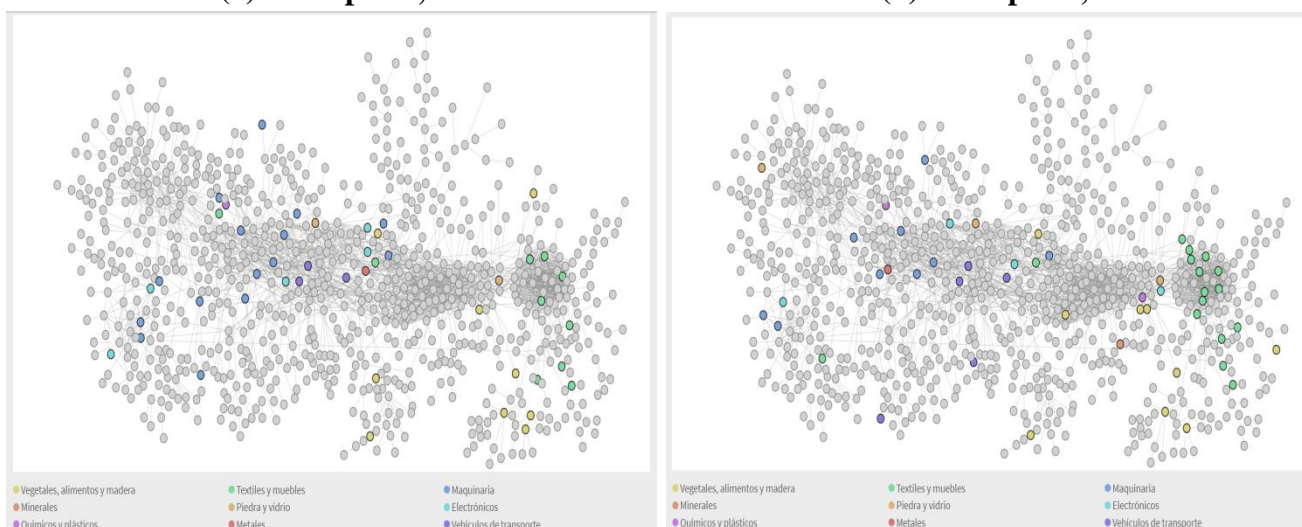 Vegetales, alimentos y madera
Textiles y muebles
Maquinaria
Minerales
Piedra y vidrio
Electrónicos
Químicos y plásticos
Metales
Vehículos de transporte
Vegetales, alimentos y madera
Textiles y muebles
Maquinaria
Minerales
Piedra y vidrio
Electrónicos
Químicos y plásticos
Metales
Vehículos de transporte